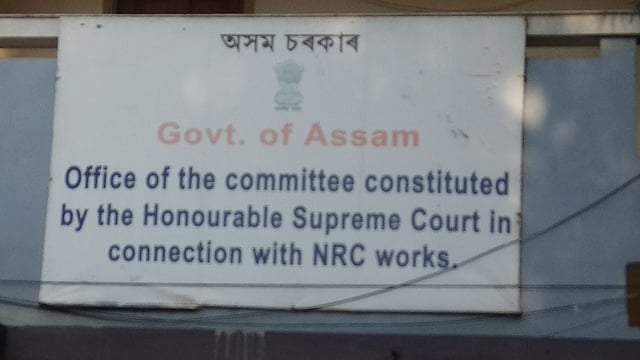 অসম চৰকাৰ
Govt. of Assam
Office of the committee constituted
by the Honourable Supreme Court in
connection with NRC works.